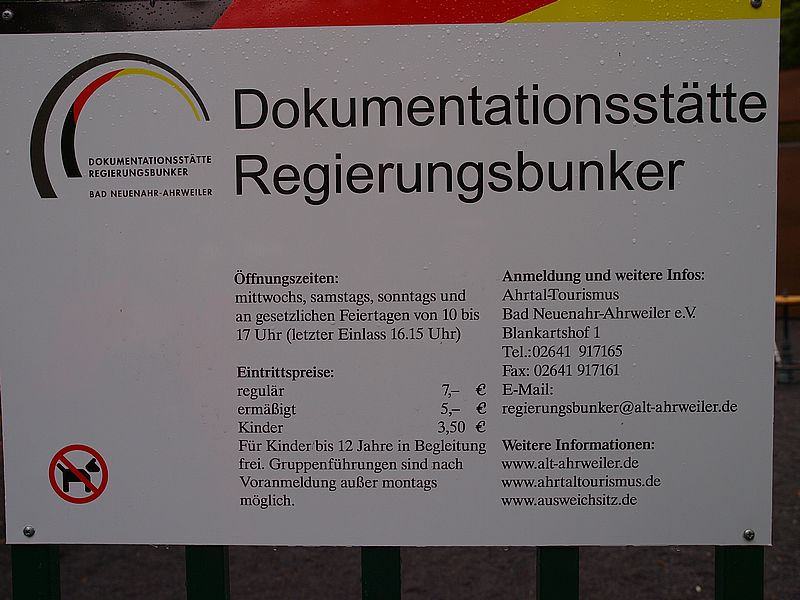 DOKUMENTATIONSSTÄTTE
REGIERUNGSBUNKER
BAD NEUENAHR-AHRWEILER
Dokumentationsstätte
Regierungsbunker
Öffnungszeiten:
mittwochs, samstags, sonntags und
an gesetzlichen Feiertagen von 10 bis
17 Uhr (letzter Einlass 16.15 Uhr)
Eintrittspreise:
regulär 7,– €
ermäßigt 5,– €
Kinder 3,50 €
Für Kinder bis 12 Jahre in Begleitung
frei. Gruppenführungen sind nach
Voranmeldung außer montags
möglich.
Anmeldung und weitere Infos:
Ahrtal-Tourismus
Bad Neuenahr-Ahrweiler e.V.
Blankartshof 1
Tel.:02641 917165
Fax: 02641 917161
E-Mail:
regierungsbunker@alt-ahrweiler.de
Weitere Informationen:
www.alt-ahrweiler.de
www.ahrtaltourismus.de
www.ausweichsitz.de